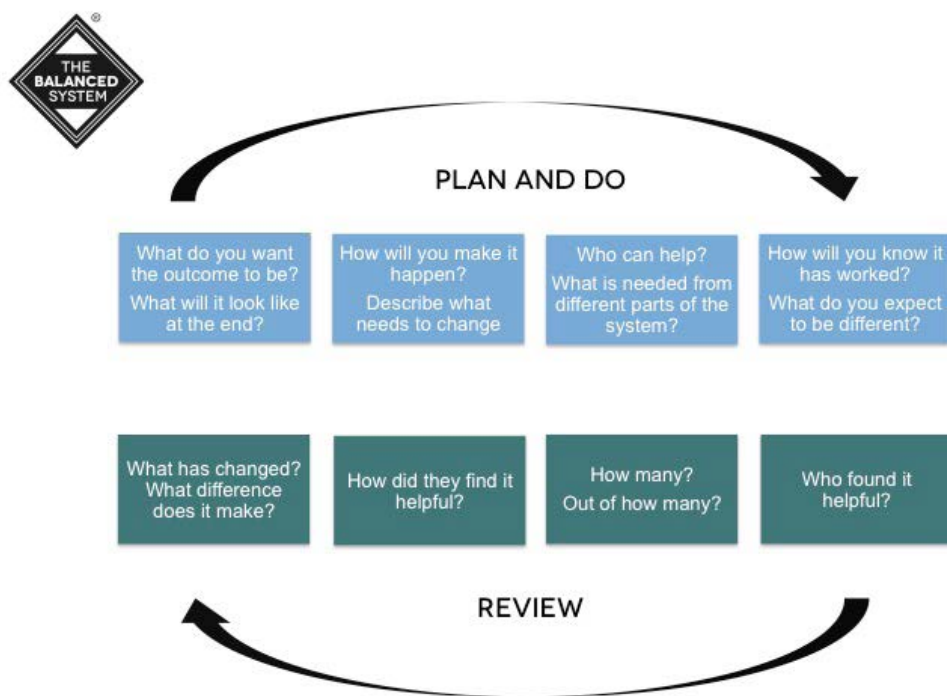 ®
THE
BALANCED
SYSTEM
PLAN AND DO
What do you want
the outcome to be?
What will it look like
at the end?
How will you make it
happen?
Describe what
needs to change
Who can help?
What is needed from
different parts of the
system?
How will you know it
has worked?
What do you expect
to be different?
What has changed?
What difference
does it make?
How did they find it
helpful?
How many?
Out of how many?
Who found it
helpful?
REVIEW